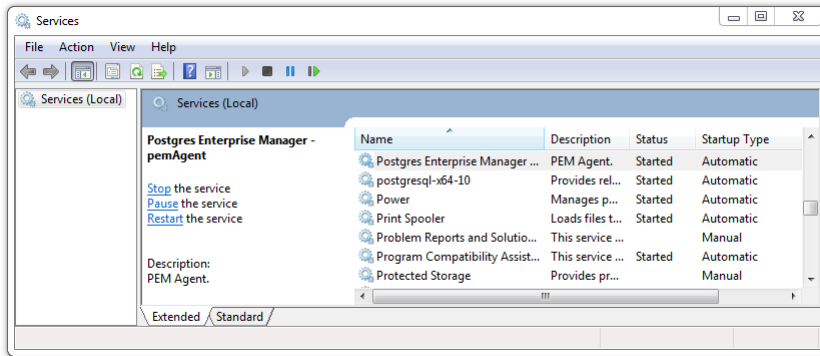 Services
File Action View Help
Services (Local)
Services (Local)
Postgres Enterprise Manager -
pemAgent
Stop the service
Pause the service
Restart the service
Description:
PEM Agent.
Name Description Status Startup Type
Postgres Enterprise Manager ... PEM Agent. Started Automatic
postgresql-x64-10 Provides rel... Started Automatic
Power Manages p... Started Automatic
Print Spooler Loads files t... Started Automatic
Problem Reports and Solutio... This service ... Manual
Program Compatibility Assist... This service ... Started Automatic
Protected Storage Provides pr... Manual
Extended Standard